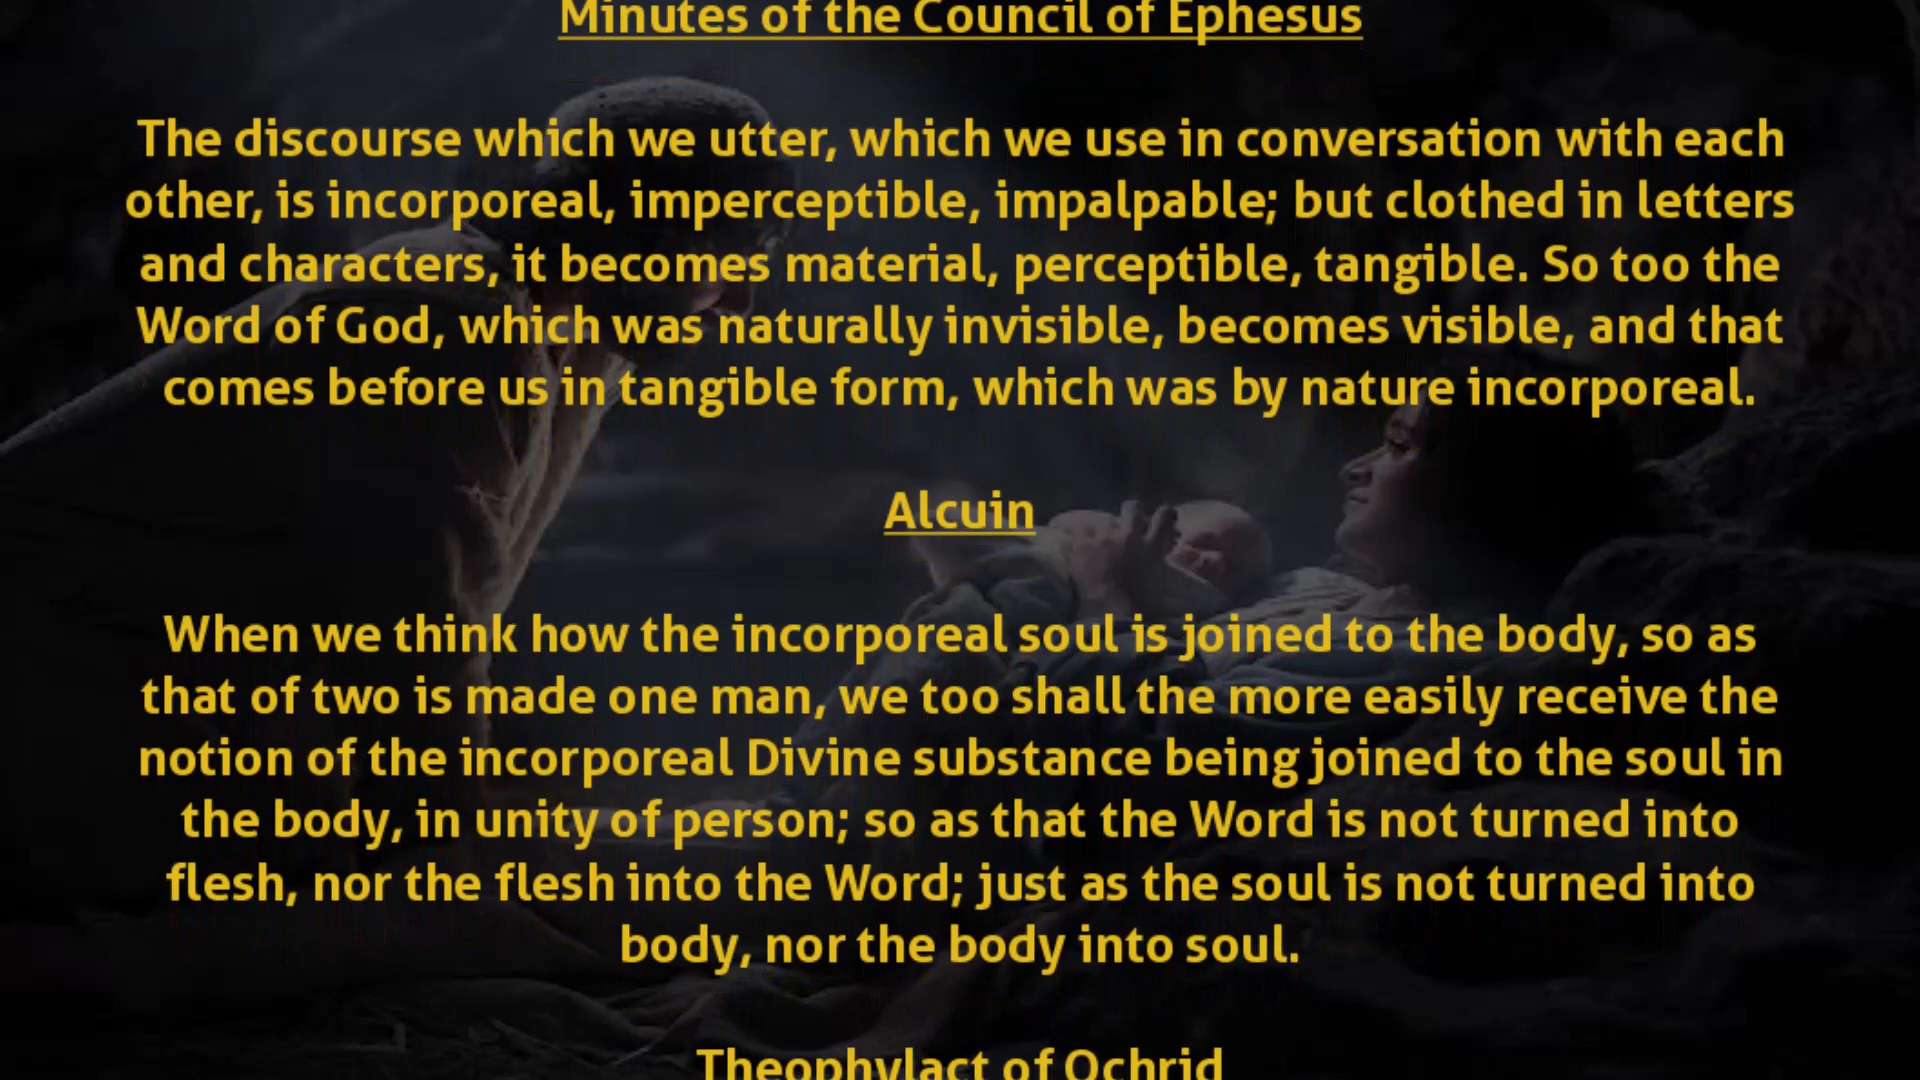 Minutes of the Council of Ephesus
The discourse which we utter, which we use in conversation with each
other, is incorporeal, imperceptible, impalpable; but clothed in letters
and characters, it becomes material, perceptible, tangible. So too the
Word of God, which was naturally invisible, becomes visible, and that
comes before us in tangible form, which was by nature incorporeal.
Alcuin
When we think how the incorporeal soul is joined to the body, so as
that of two is made one man, we too shall the more easily receive the
notion of the incorporeal Divine substance being joined to the soul in
the body, in unity of person; so as that the Word is not turned into
flesh, nor the flesh into the Word; just as the soul is not turned into
body, nor the body into soul.
Theophylact of Ochrid